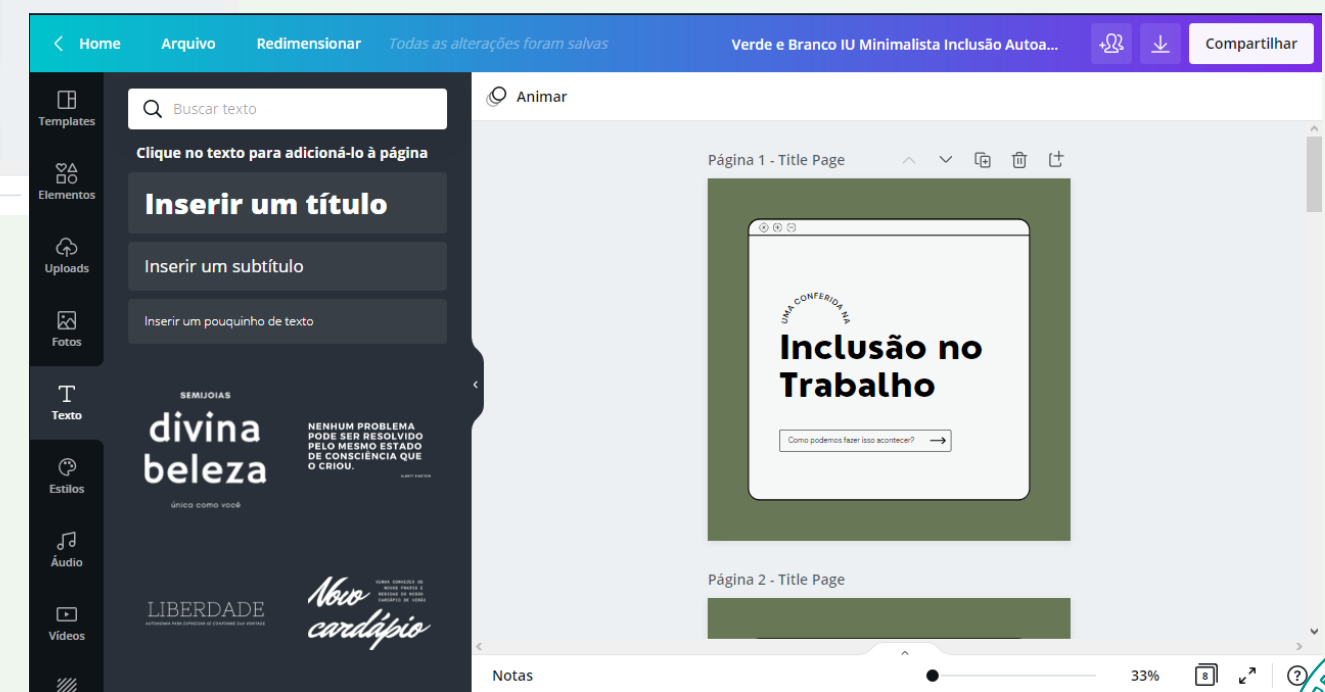 Home Arquivo Redimensionar Todas as alterações foram salvas Verde e Branco IU Minimalista Inclusão Autoa... Compartilhar
Templates
Elementos
Uploads
Fotos
Texto
Estilos
Áudio
Vídeos
Buscar texto
Clique no texto para adicioná-lo à página
Inserir um título
Inserir um subtítulo
Inserir um pouquinho de texto
SEMIJOIAS
divina
beleza
única como você
NENHUM PROBLEMA
PODE SER RESOLVIDO
PELO MESMO ESTADO
DE CONSCIÊNCIA QUE
O CRIOU.
LIBERDADE
Novo
cardápio
Animar
Página 1 - Title Page
UMA CONFERIDA NA
Inclusão no
Trabalho
Como podemos fazer isso acontecer?
Página 2 - Title Page
Notas 33% 8 ?